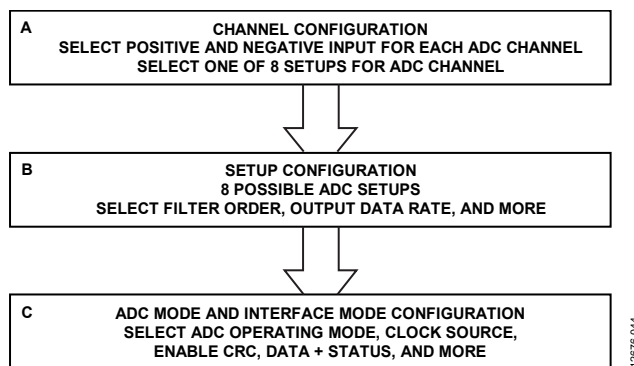 A
CHANNEL CONFIGURATION
SELECT POSITIVE AND NEGATIVE INPUT FOR EACH ADC CHANNEL
SELECT ONE OF 8 SETUPS FOR ADC CHANNEL
B
SETUP CONFIGURATION
8 POSSIBLE ADC SETUPS
SELECT FILTER ORDER, OUTPUT DATA RATE, AND MORE
C
ADC MODE AND INTERFACE MODE CONFIGURATION
SELECT ADC OPERATING MODE, CLOCK SOURCE,
ENABLE CRC, DATA + STATUS, AND MORE
12676-044